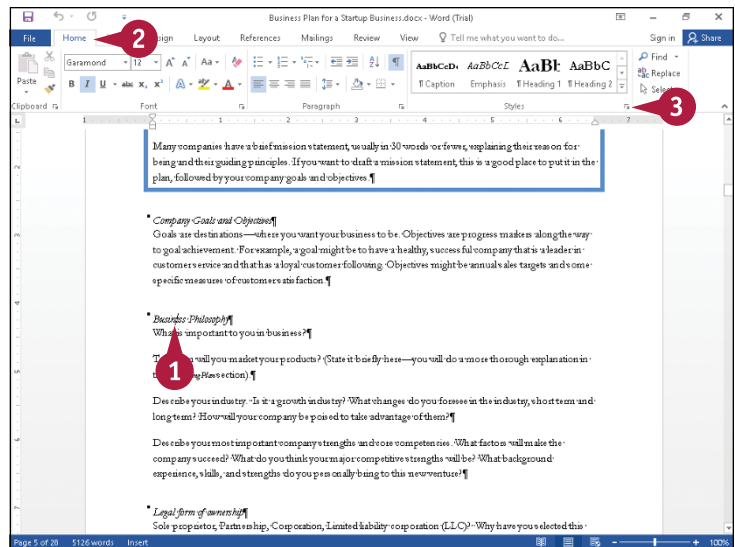 Business Plan for a Startup Business.docx - Word (Trial)
File Home Layout References Mailings Review View Tell me what you want to do... Sign in Share
Garamond 12 Aa
Paste B I U abc x, x² A A
AaBbCcD AaBbCcL AaBb AaBbC
¶ Caption Emphasis ¶ Heading 1 ¶ Heading 2
Find
Replace
Clipboard Font Paragraph Styles
2
3
1 1 2 3 4 5 6 7
Many companies have a brief mission statement, usually in 30 words or fewer, explaining their reason for
being and their guiding principles. If you want to draft a mission statement, this is a good place to put it in the
plan, followed by your company goals and objectives.¶
Company Goals and Objectives¶
Goals are destinations—where you want your business to be. Objectives are progress markers along the way
to goal achievement. For example, a goal might be to have a healthy, successful company that is a leader in
customer service and that has a loyal customer following. Objectives might be annual sales targets and some
specific measures of customer satisfaction.¶
Business Philosophy¶
What is important to you in business?¶
1
will you market your products? (State it briefly here—you will do a more thorough explanation in
Plan section).¶
Describe your industry. Is it a growth industry? What changes do you foresee in the industry, short term and
long term? How will your company be poised to take advantage of them?¶
Describe your most important company strengths and core competencies. What factors will make the
company succeed? What do you think your major competitive strengths will be? What background
experience, skills, and strengths do you personally bring to this new venture?¶
Legal form of ownership¶
Sole proprietor, Partnership, Corporation, Limited liability corporation (LLC)? Why have you selected this
Page 5 of 28 5126 words Insert 100%